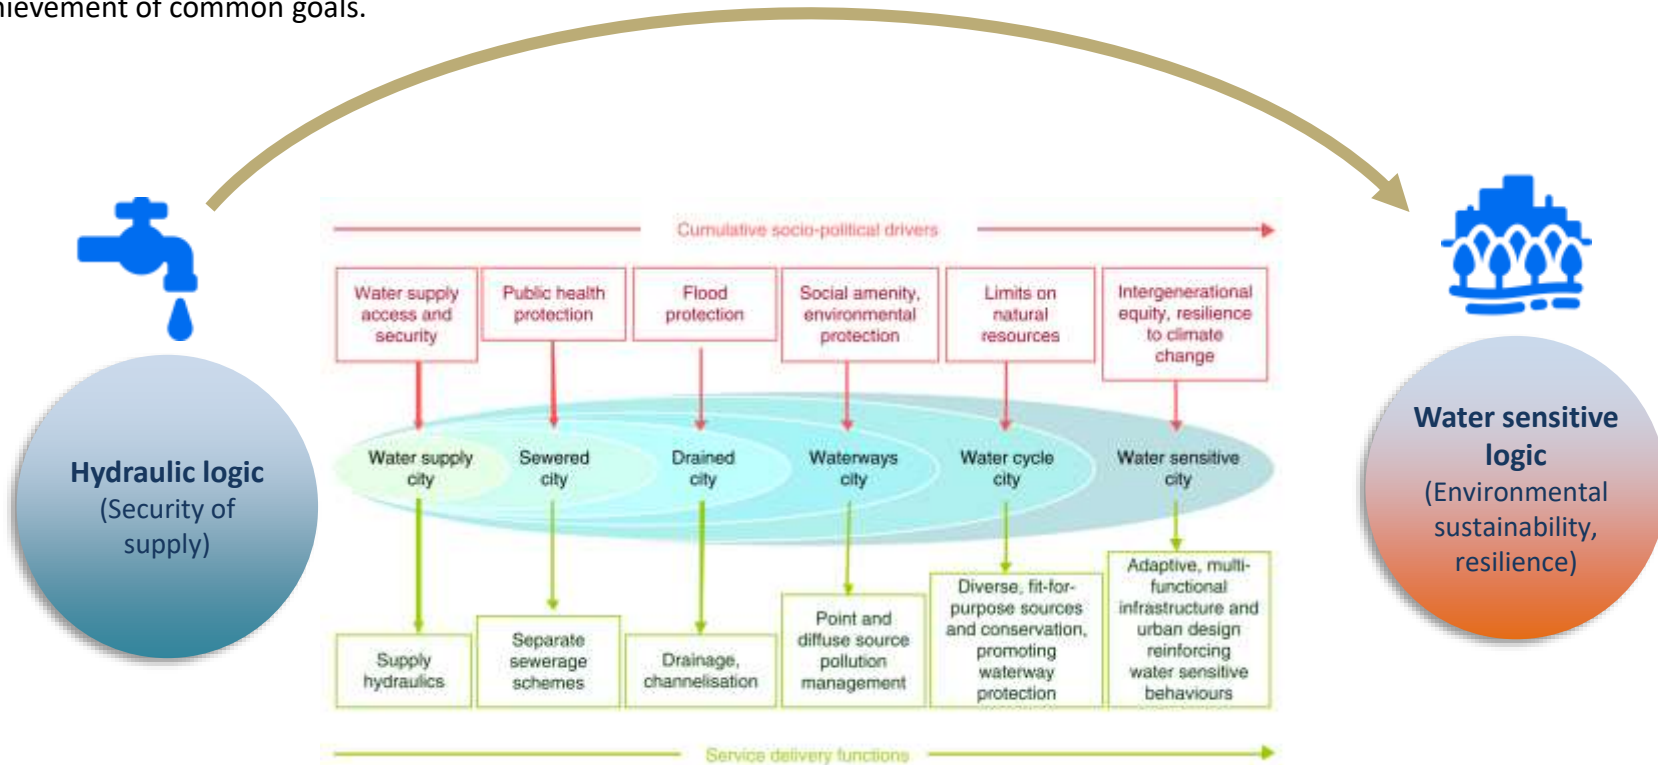 hievement of common goals.
Cumulative socio-political drivers
Water supply
access and
security
Public health
protection
Flood
protection
Social amenity,
environmental
protection
Limits on
natural
resources
Intergenerational
equity, resilience
to climate
change
Hydraulic logic
(Security of
supply)
Water supply
city
Sewered
city
Drained
city
Waterways
city
Water cycle
city
Water sensitive
city
Water sensitive
logic
(Environmental
sustainability,
resilience)
Supply
hydraulics
Separate
sewerage
schemes
Drainage,
channelisation
Point and
diffuse source
pollution
management
Diverse, fit-for-
purpose sources
and conservation,
promoting
waterway
protection
Adaptive, multi-
functional
infrastructure and
urban design
reinforcing
water sensitive
behaviours
Service delivery functions